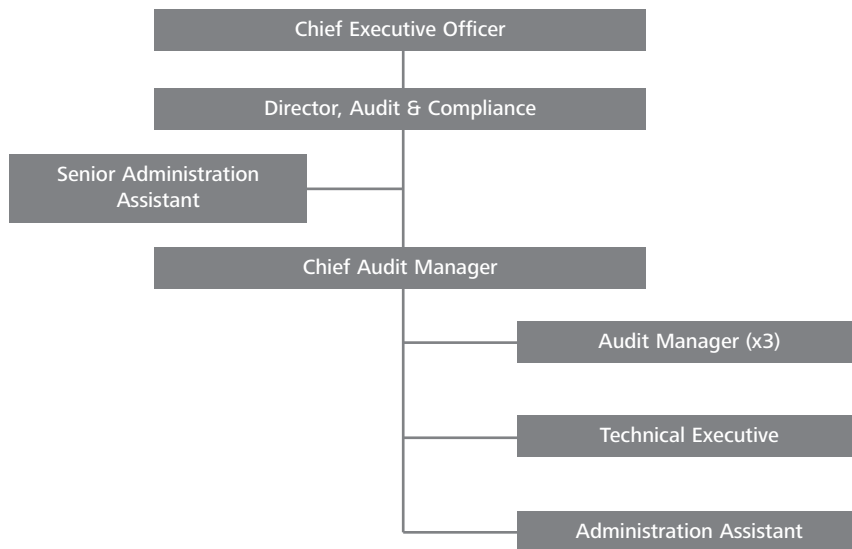 Chief Executive Officer
Director, Audit & Compliance
Senior Administration
Assistant
Chief Audit Manager
Audit Manager (x3)
Technical Executive
Administration Assistant